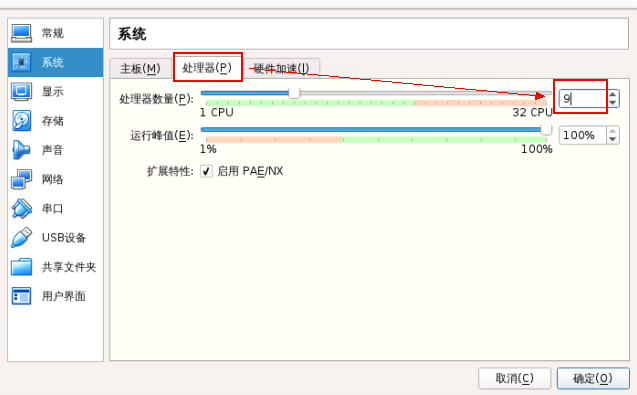 常规
系统
显示
存储
声音
网络
串口
USB设备
共享文件夹
用户界面
系统
主板(M) 处理器(P) 硬件加速(l)
处理器数量(P): 9
1 CPU 32 CPU
运行峰值(E): 100%
1% 100%
扩展特性: 启用 PAE/NX
取消(C) 确定(O)